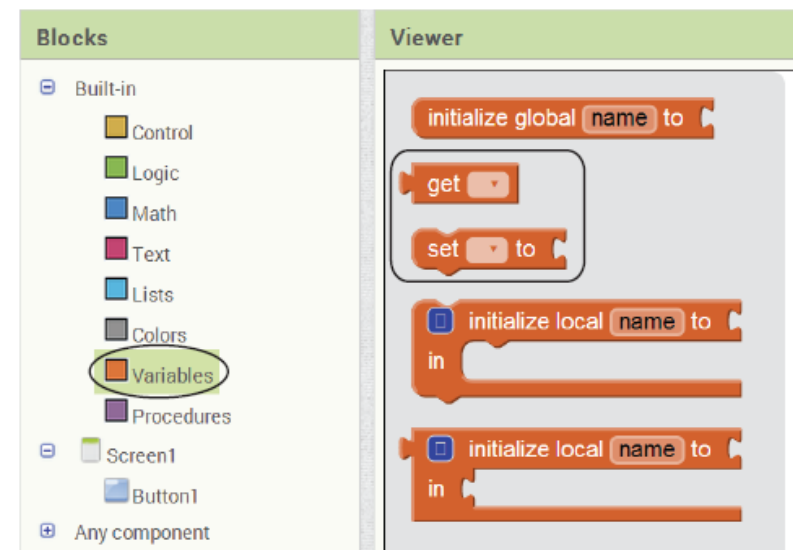 Blocks
Built-in
Control
Logic
Math
Text
Lists
Colors
Variables
Procedures
Screen1
Button1
Any component
Viewer
initialize global name to
get
set to
initialize local name to
in
initialize local name to
in